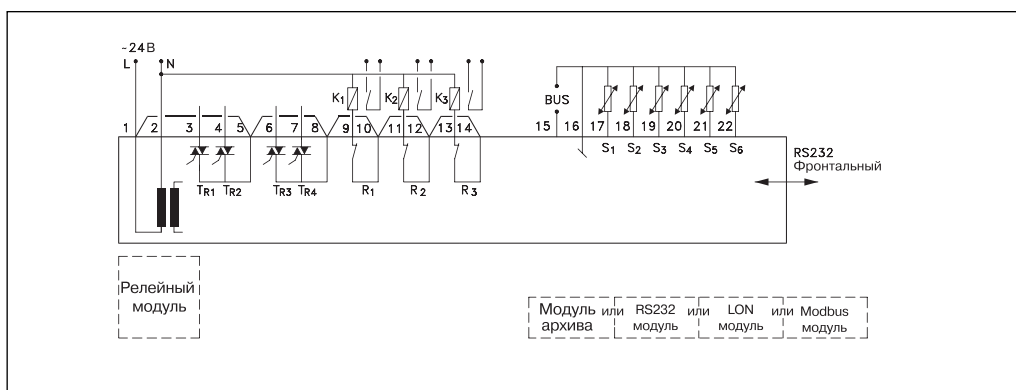 ~24В
L N
K1 K2 K3
BUS
1 2 3 4 5 6 7 8 9 10 11 12 13 14 15 16 17 18 19 20 21 22
S1 S2 S3 S4 S5 S6
RS232
Фронтальный
TR1 TR2 TR3 TR4 R1 R2 R3
Релейный
модуль
Модуль
архива
или
RS232
модуль
или
LON
модуль
или
Modbus
модуль